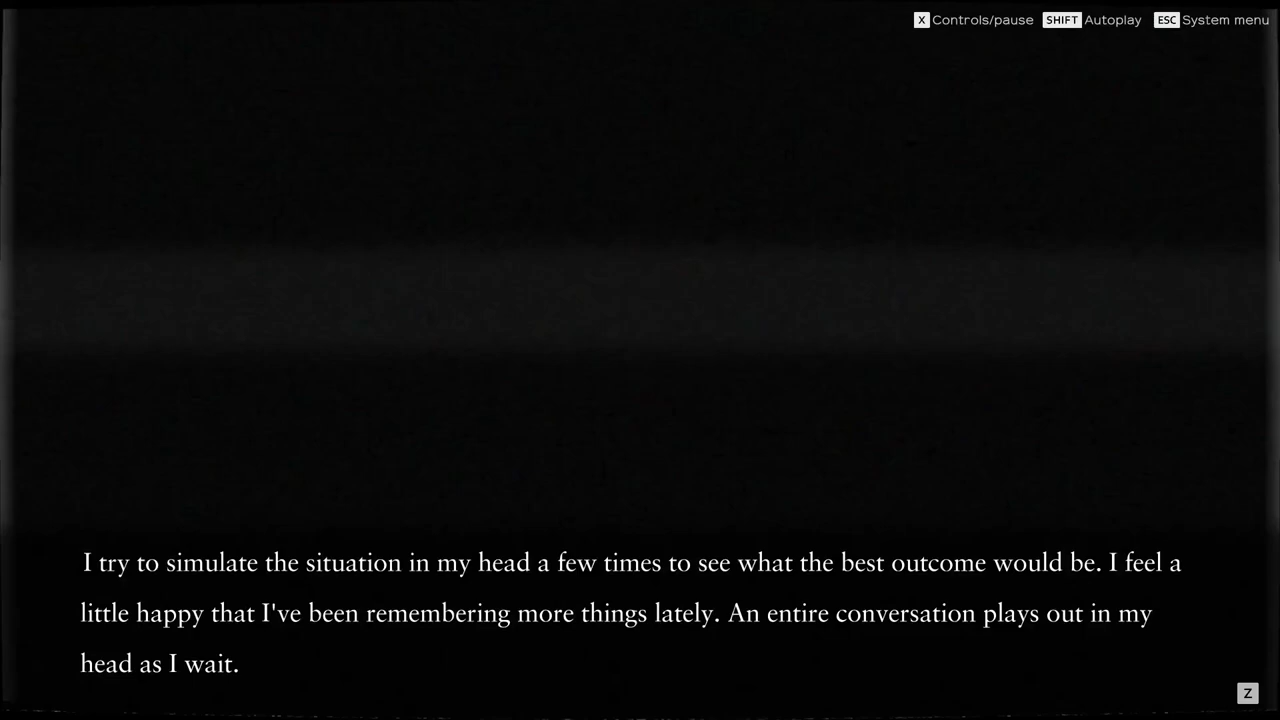 X Controls/pause SHIFT Autoplay ESC System menu
I try to simulate the situation in my head a few times to see what the best outcome would be. I feel a
little happy that I've been remembering more things lately. An entire conversation plays out in my
head as I wait.
Z